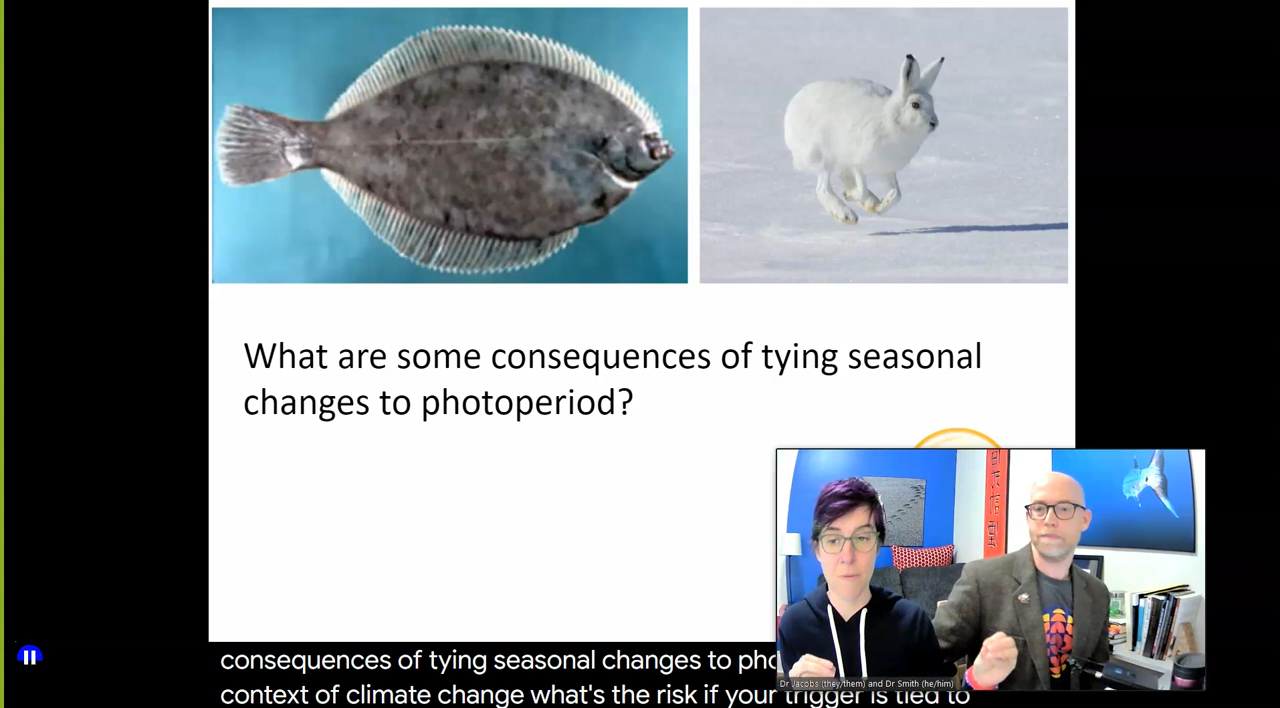 What are some consequences of tying seasonal
changes to photoperiod?
Dr Jacobs (they/them) and Dr Smith (he/him)
consequences of tying seasonal changes to
context of climate change what's the risk if your trigger is tied to